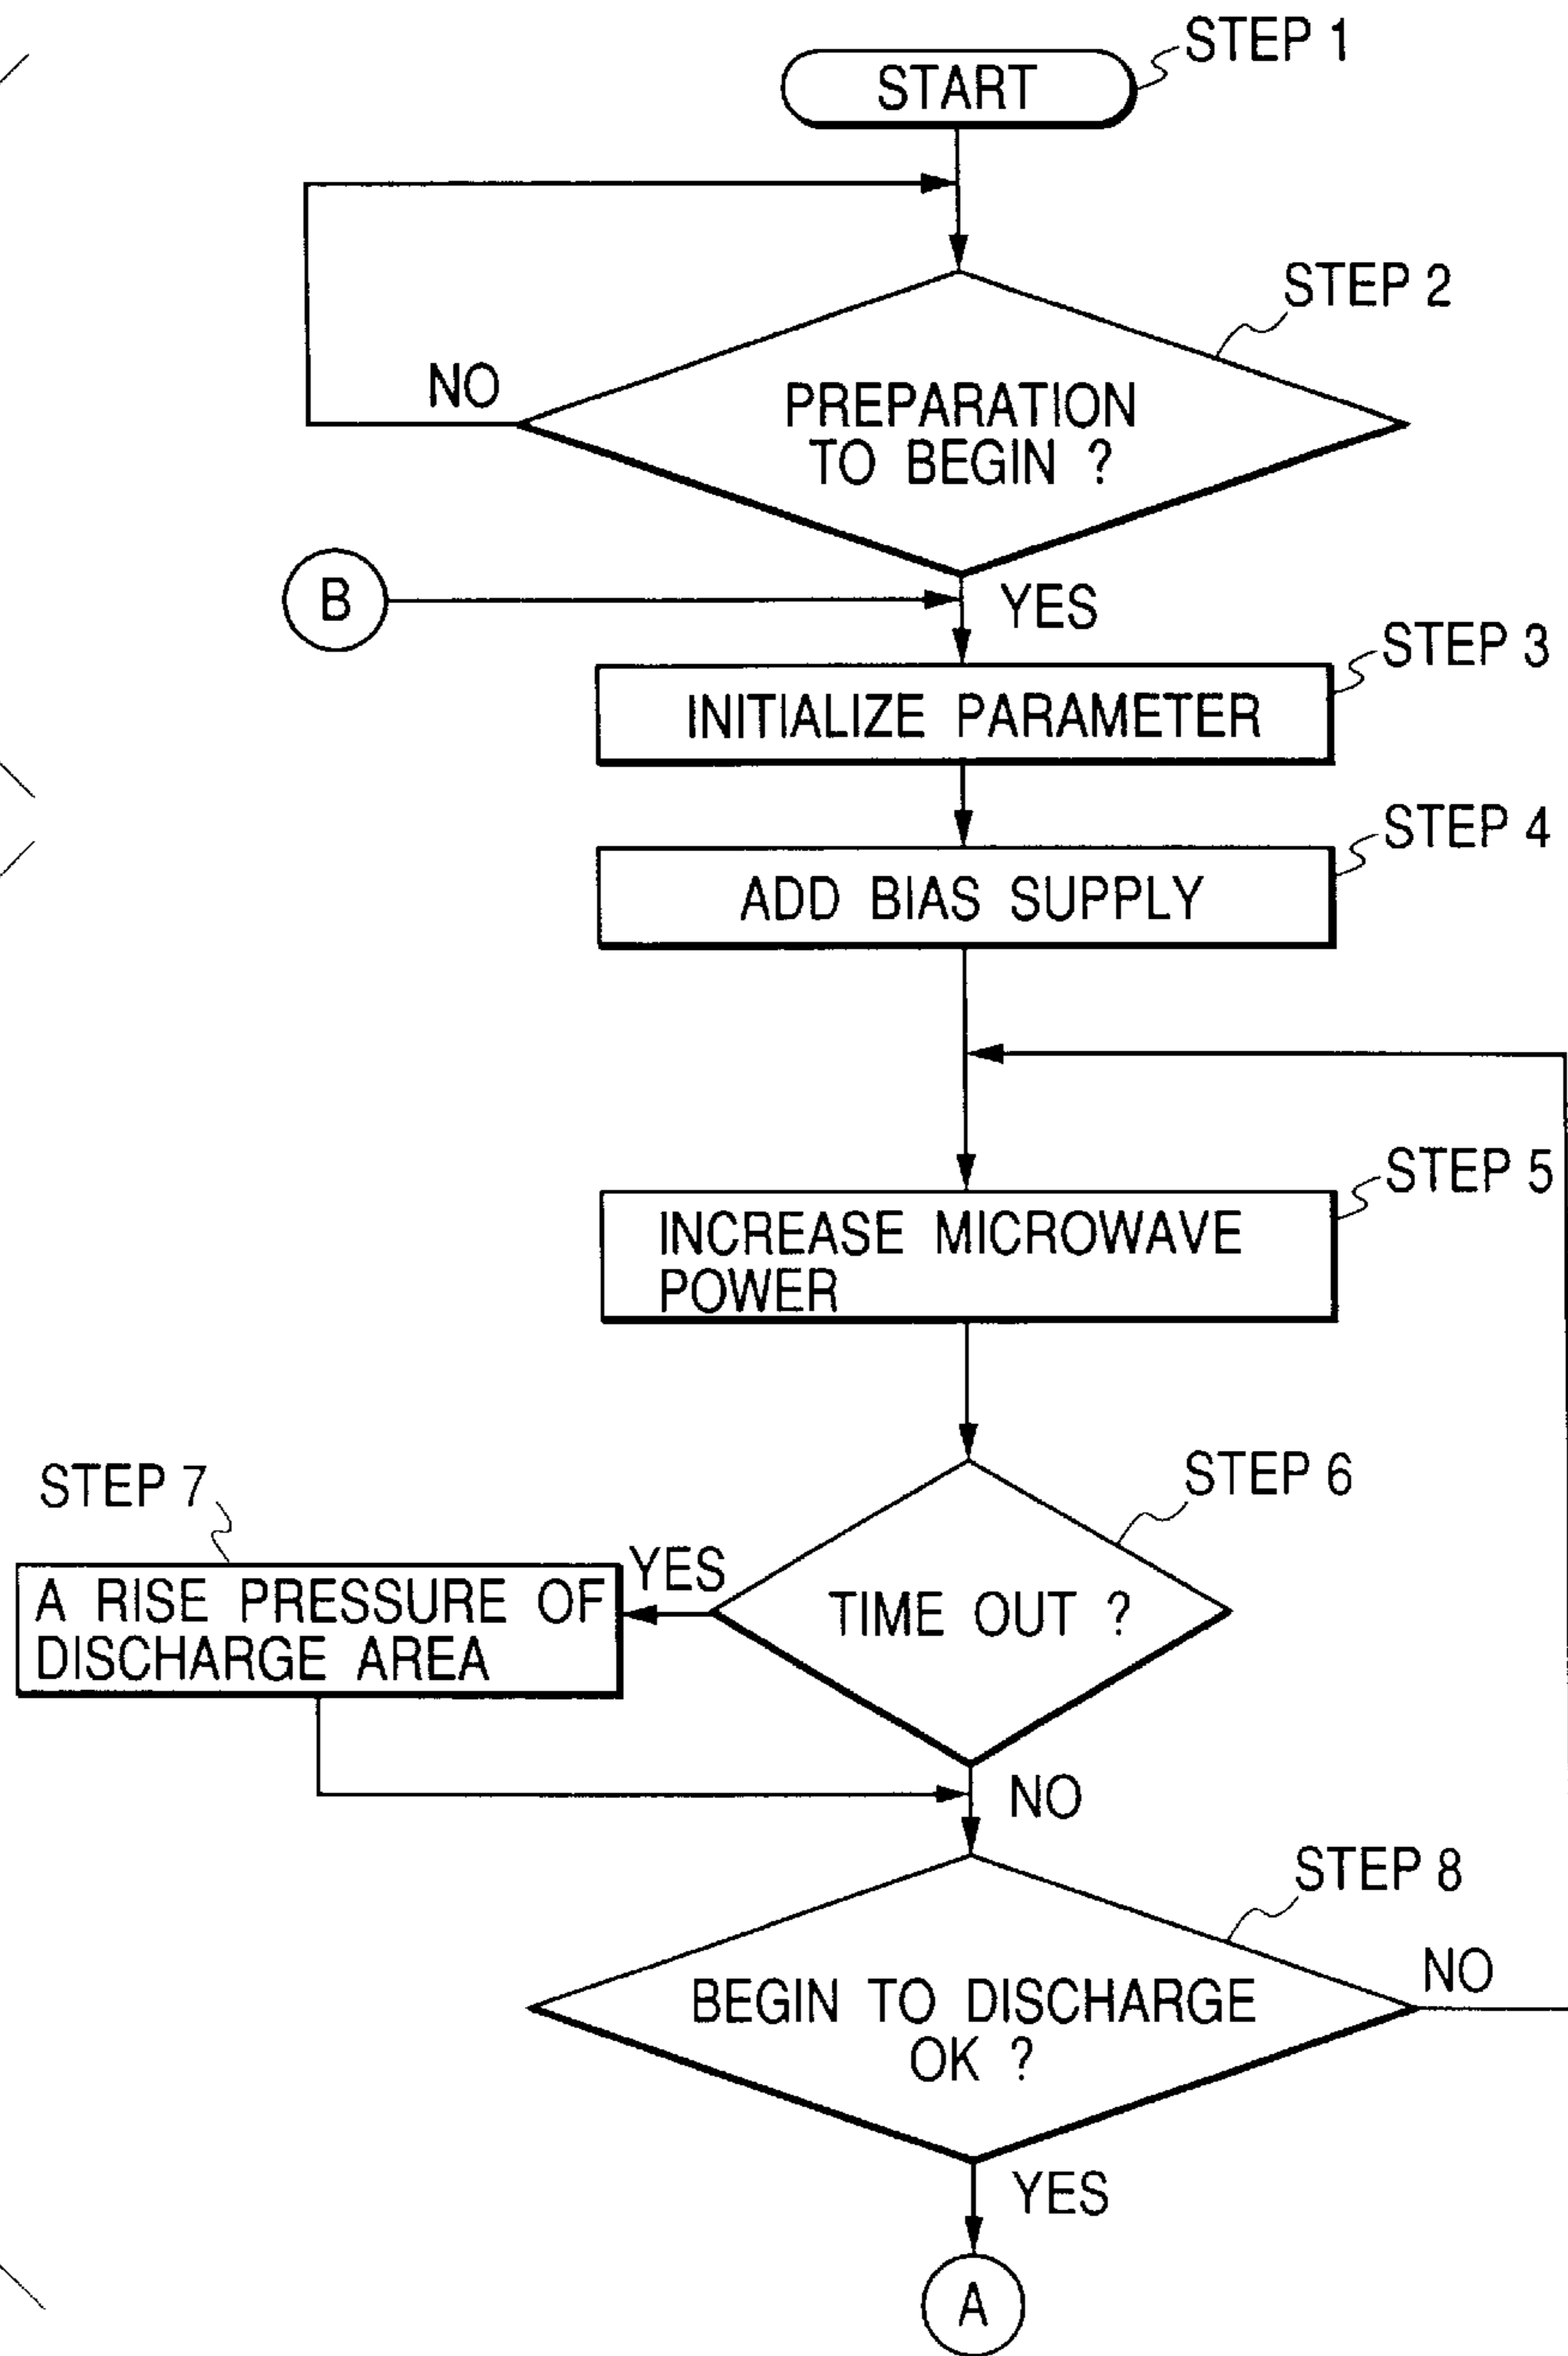 STEP 1
START
STEP 2
NO
PREPARATION
TO BEGIN ?
B
YES
STEP 3
INITIALIZE PARAMETER
STEP 4
ADD BIAS SUPPLY
STEP 5
INCREASE MICROWAVE
POWER
STEP 6
STEP 7
YES
TIME OUT ?
A RISE PRESSURE OF
DISCHARGE AREA
NO
STEP 8
NO
BEGIN TO DISCHARGE
OK ?
YES
A